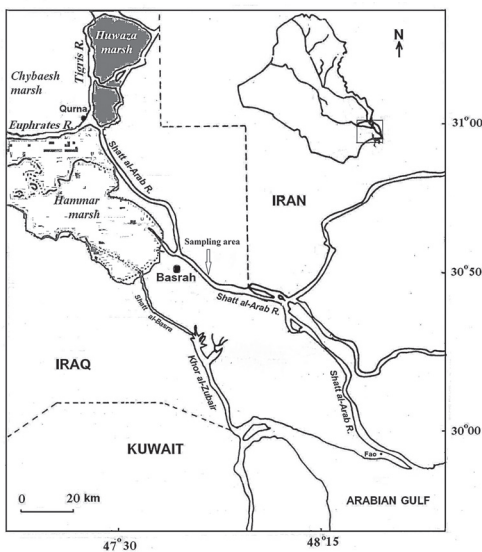 Huwaza
marsh
N
Tigris R.
Chybaesh
marsh
Qurna
Euphrates R.
31°00
Shatt al-Arab R.
Hammar
marsh
IRAN
Sampling area
Basrah
30°50
Shatt al-Arab R.
Shatt al-Basra
IRAQ
Khor al-Zubair
Shatt al-Arab R.
30°00
KUWAIT
Fao
0 20 km
ARABIAN GULF
47°30
48°15